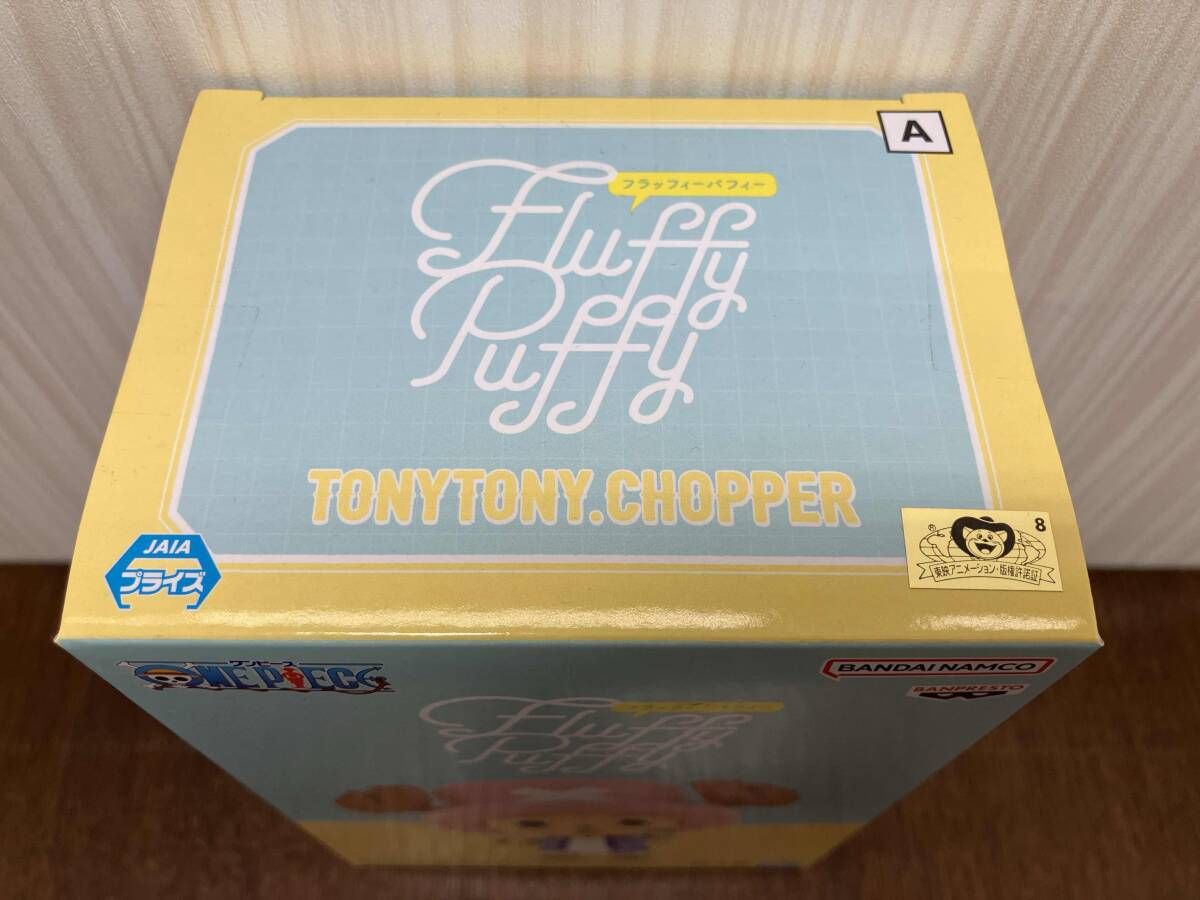 A
フラッフィーパフィー
Fluffy
Puffy
TONYTONY.CHOPPER
JAIA
プライズ
8
®
東映アニメーション・版権許諾証
ワンピース
ONE PIECE
BANDAI NAMCO
BANPRESTO
Fluffy
Puffy